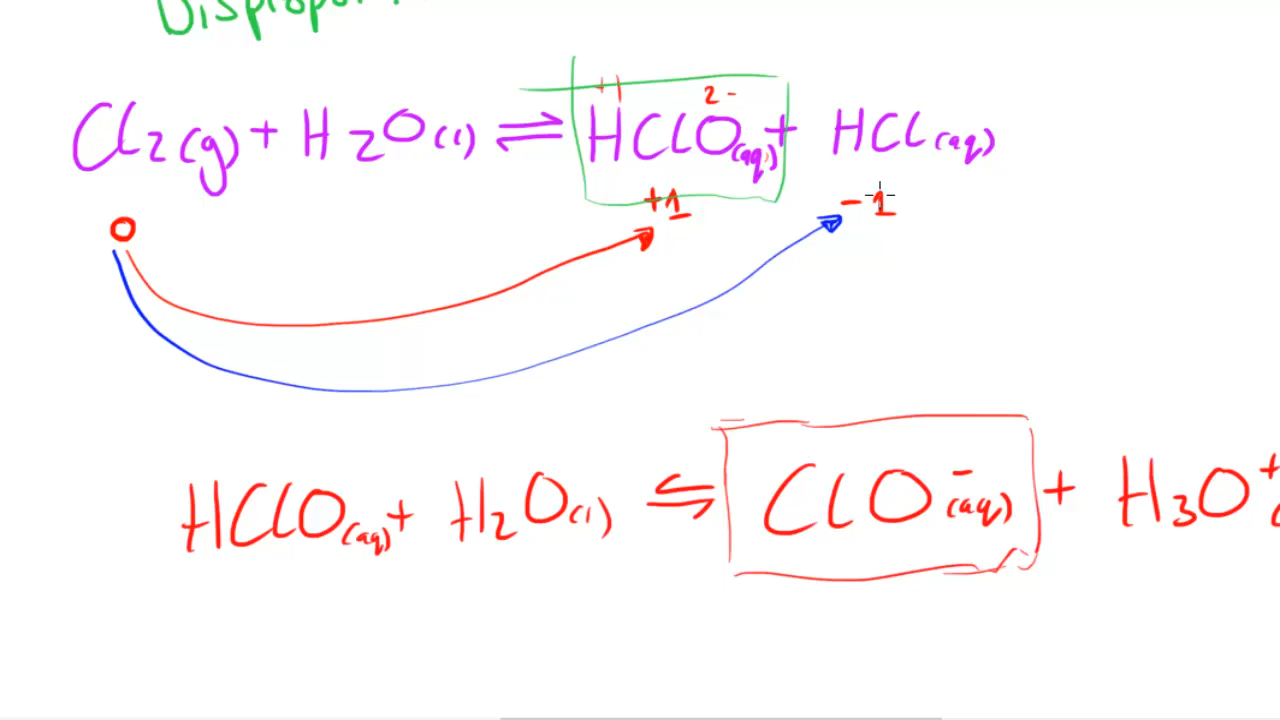 Cl₂(g) + H₂O(l) ⇌ HClO(aq) + HCl(aq)
+1 2-
0 +1 -1
HClO(aq) + H₂O(l) ⇌ ClO⁻(aq) + H₃O⁺